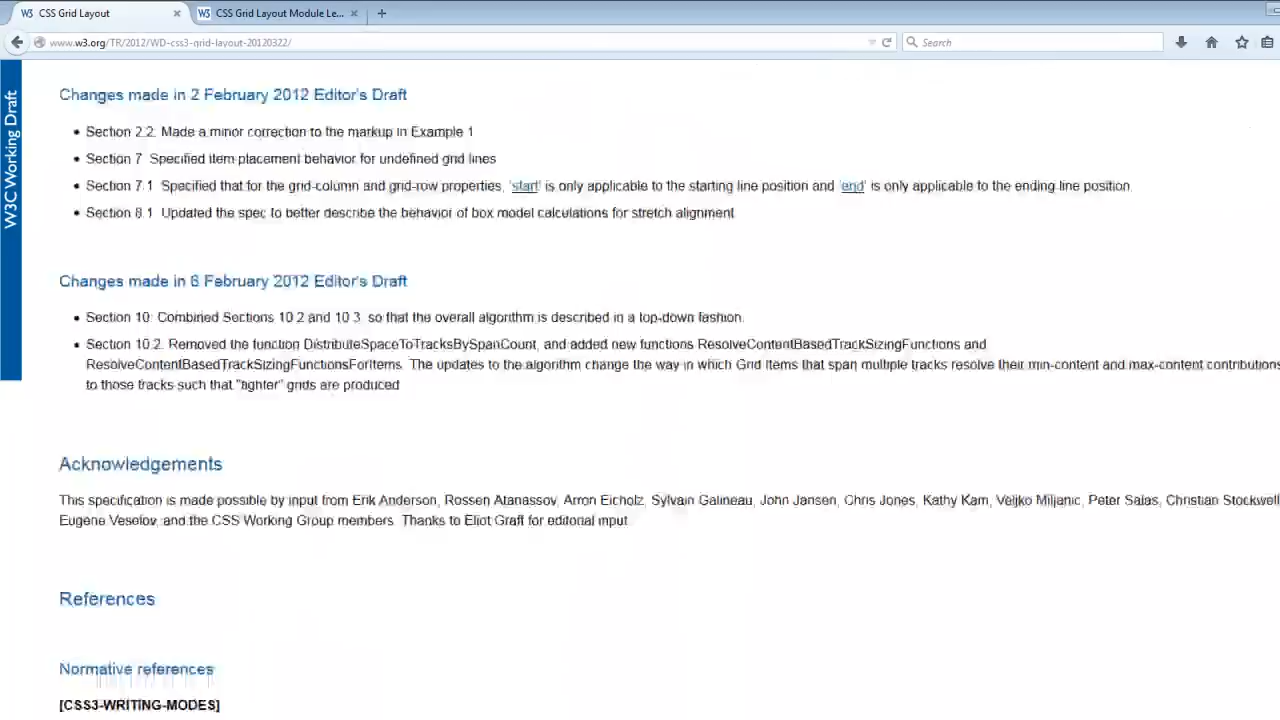 CSS Grid Layout
CSS Grid Layout Module Le...
www.w3.org/TR/2012/WD-css3-grid-layout-20120322/
Search
W3C Working Draft
Changes made in 2 February 2012 Editor's Draft
Section 2.2: Made a minor correction to the markup in Example 1
Section 7 Specified item placement behavior for undefined grid lines
Section 7.1 Specified that for the grid-column and grid-row properties, 'start' is only applicable to the starting line position and 'end' is only applicable to the ending line position.
Section 8.1 Updated the spec to better describe the behavior of box model calculations for stretch alignment
Changes made in 6 February 2012 Editor's Draft
Section 10: Combined Sections 10.2 and 10.3 so that the overall algorithm is described in a top-down fashion.
Section 10.2: Removed the function DistributeSpaceToTracksBySpanCount, and added new functions ResolveContentBasedTrackSizingFunctions and
ResolveContentBasedTrackSizingFunctionsForItems. The updates to the algorithm change the way in which Grid Items that span multiple tracks resolve their min-content and max-content contributions
to those tracks such that "tighter" grids are produced
Acknowledgements
This specification is made possible by input from Erik Anderson, Rossen Atanassov, Arron Eicholz, Sylvain Galineau, John Jansen, Chris Jones, Kathy Kam, Veljko Miljanic, Peter Salas, Christian Stockwell
Eugene Veselov, and the CSS Working Group members. Thanks to Eliot Graff for editorial input.
References
Normative references
[CSS3-WRITING-MODES]